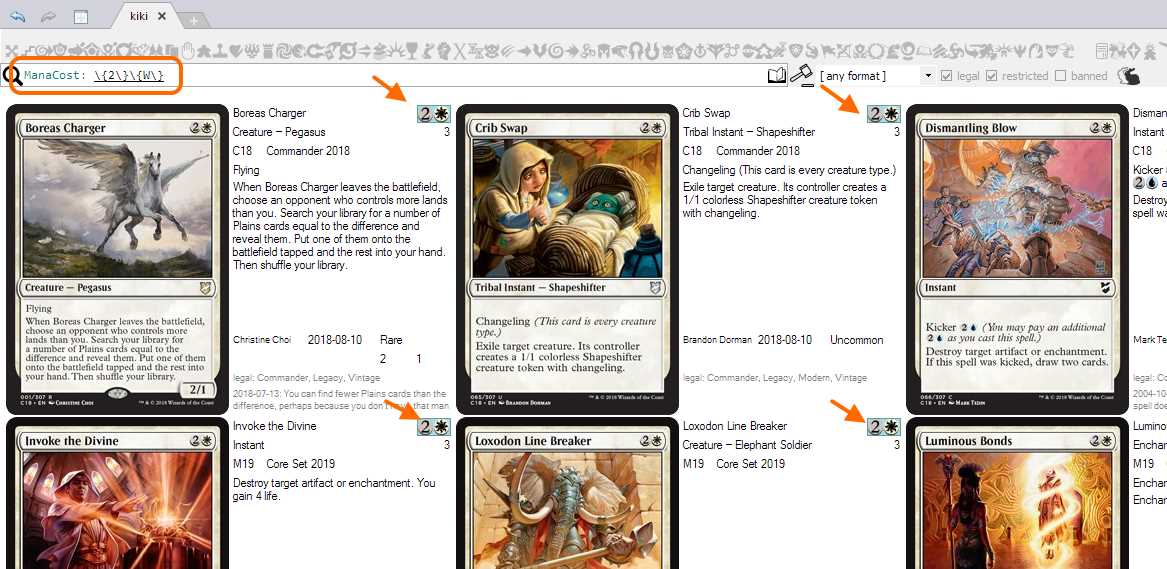 kiki
ManaCost: \{2\}\{W\}
[ any format ]
legal
restricted
banned
Boreas Charger
2
Creature — Pegasus
Flying
When Boreas Charger leaves the battlefield,
choose an opponent who controls more
lands than you. Search your library for
a number of Plains cards equal to the
difference and reveal them. Put one of them
onto the battlefield tapped and the rest into
your hand. Then shuffle your library.
2/1
001/307 R
C18 • EN CHRISTINE CHOI
™ & © 2018 Wizards of the Coast
Boreas Charger
2
Creature – Pegasus
3
C18 Commander 2018
Flying
When Boreas Charger leaves the battlefield,
choose an opponent who controls more lands
than you. Search your library for a number of
Plains cards equal to the difference and
reveal them. Put one of them onto the
battlefield tapped and the rest into your hand.
Then shuffle your library.
Christine Choi 2018-08-10 Rare
2 1
legal: Commander, Legacy, Vintage
2018-07-13: You can find fewer Plains cards than the
difference, perhaps because you don't have that man
Crib Swap
2
Tribal Instant — Shapeshifter
Changeling (This card is every creature
type.)
Exile target creature. Its controller
creates a 1/1 colorless Shapeshifter
creature token with changeling.
065/307 U
C18 • EN BRANDON DORMAN
™ & © 2018 Wizards of the Coast
Crib Swap
2
Tribal Instant – Shapeshifter
3
C18 Commander 2018
Changeling (This card is every creature type.)
Exile target creature. Its controller creates a
1/1 colorless Shapeshifter creature token
with changeling.
Brandon Dorman 2018-08-10 Uncommon
legal: Commander, Legacy, Modern, Vintage
Dismantling Blow
2
Instant
Kicker 2 (You may pay an additional
2 as you cast this spell.)
Destroy target artifact or enchantment.
If this spell was kicked, draw two cards.
066/307 C
C18 • EN MARK TEDIN
™ & © 2018 Wizards of the Coast
Disman
Instant
C18
Kicker
2 a
Destroy
spell wa
Mark Te
legal: Co
2004-10-
spell doe
Invoke the Divine
2
Invoke the Divine
2
Instant
3
M19 Core Set 2019
Destroy target artifact or enchantment. You
gain 4 life.
Loxodon Line Breaker
2
Loxodon Line Breaker
2
Creature – Elephant Soldier
3
M19 Core Set 2019
Luminous Bonds
2
Lumino
Enchan
M19
Enchan
Enchan